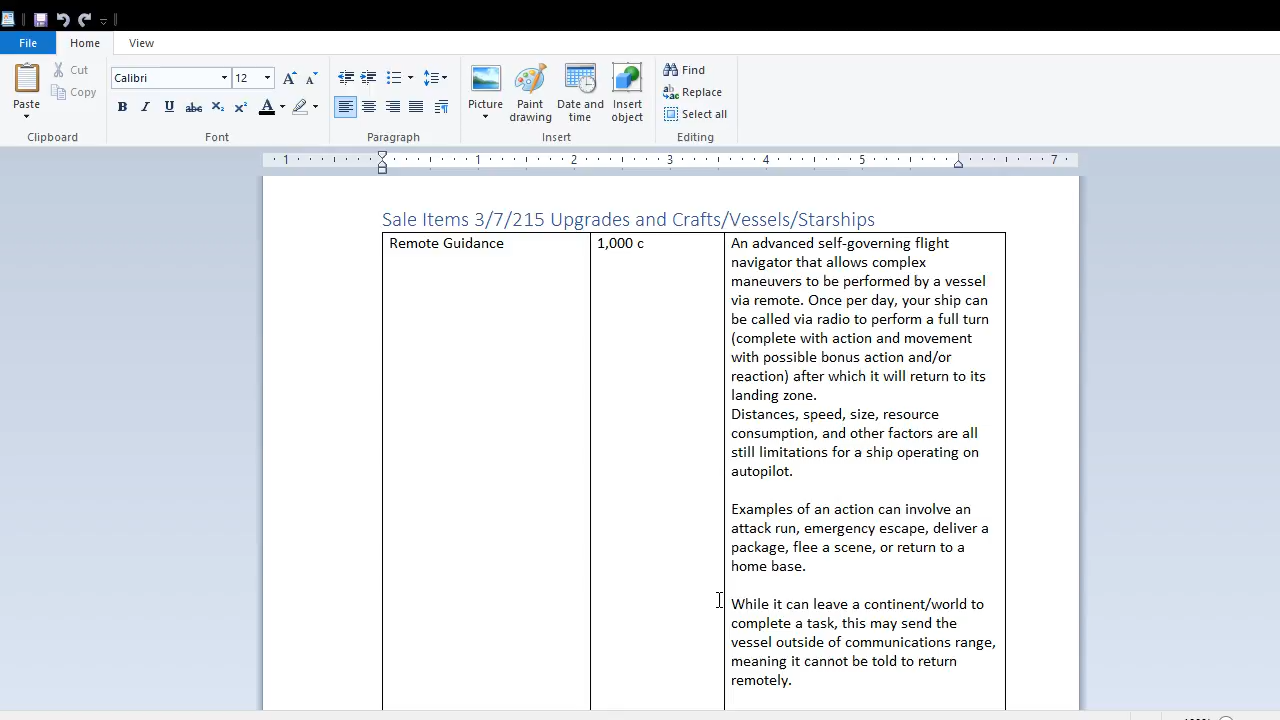 File
Home
View
Paste
Cut
Copy
Clipboard
Calibri
12
Font
Paragraph
Picture
Paint drawing
Date and time
Insert object
Insert
Find
Replace
Select all
Editing
1 1 2 3 4 5 7
Sale Items 3/7/215 Upgrades and Crafts/Vessels/Starships
Remote Guidance
1,000 c
An advanced self-governing flight
navigator that allows complex
maneuvers to be performed by a vessel
via remote. Once per day, your ship can
be called via radio to perform a full turn
(complete with action and movement
with possible bonus action and/or
reaction) after which it will return to its
landing zone.
Distances, speed, size, resource
consumption, and other factors are all
still limitations for a ship operating on
autopilot.
Examples of an action can involve an
attack run, emergency escape, deliver a
package, flee a scene, or return to a
home base.
While it can leave a continent/world to
complete a task, this may send the
vessel outside of communications range,
meaning it cannot be told to return
remotely.